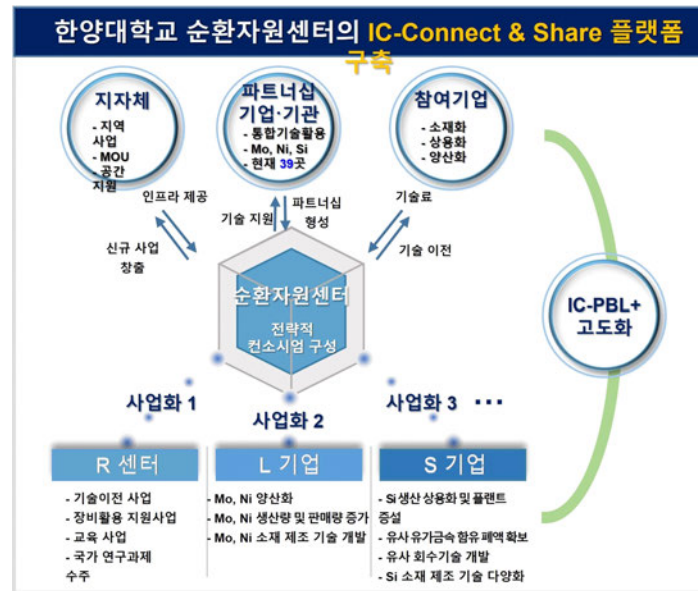 한양대학교 순환자원센터의 IC-Connect & Share 플랫폼
구축
지자체
- 지역
사업
- MOU
- 공간
지원
파트너십
기업·기관
- 통합기술활용
- Mo, Ni, Si
- 현재 39곳
참여기업
- 소재화
- 상용화
- 양산화
인프라 제공
신규 사업
창출
기술 지원
파트너십
형성
기술료
기술 이전
순환자원센터
전략적
컨소시엄 구성
IC-PBL+
고도화
사업화 1
사업화 2
사업화 3 ...
R 센터
- 기술이전 사업
- 장비활용 지원사업
- 교육 사업
- 국가 연구과제
수주
L 기업
- Mo, Ni 양산화
- Mo, Ni 생산량 및 판매량 증가
- Mo, Ni 소재 제조 기술 개발
S 기업
- Si생산 상용화 및 플랜트
증설
- 유사 유가금속 함유 폐액 확보
- 유사 회수기술 개발
- Si 소재 제조 기술 다양화